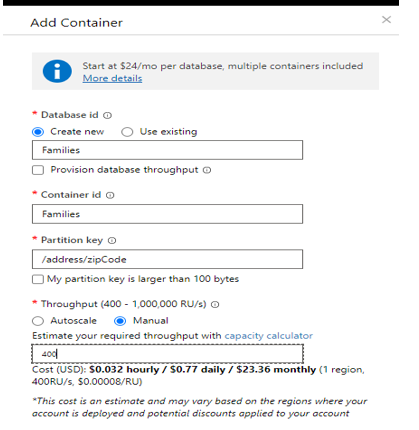 Add Container
Start at $24/mo per database, multiple containers included
More details
* Database id
Create new Use existing
Families
Provision database throughput
* Container id
Families
* Partition key
/address/zipCode
My partition key is larger than 100 bytes
* Throughput (400 - 1,000,000 RU/s)
Autoscale Manual
Estimate your required throughput with capacity calculator
400
Cost (USD): $0.032 hourly / $0.77 daily / $23.36 monthly (1 region,
400RU/s, $0.00008/RU)
*This cost is an estimate and may vary based on the regions where your
account is deployed and potential discounts applied to your account